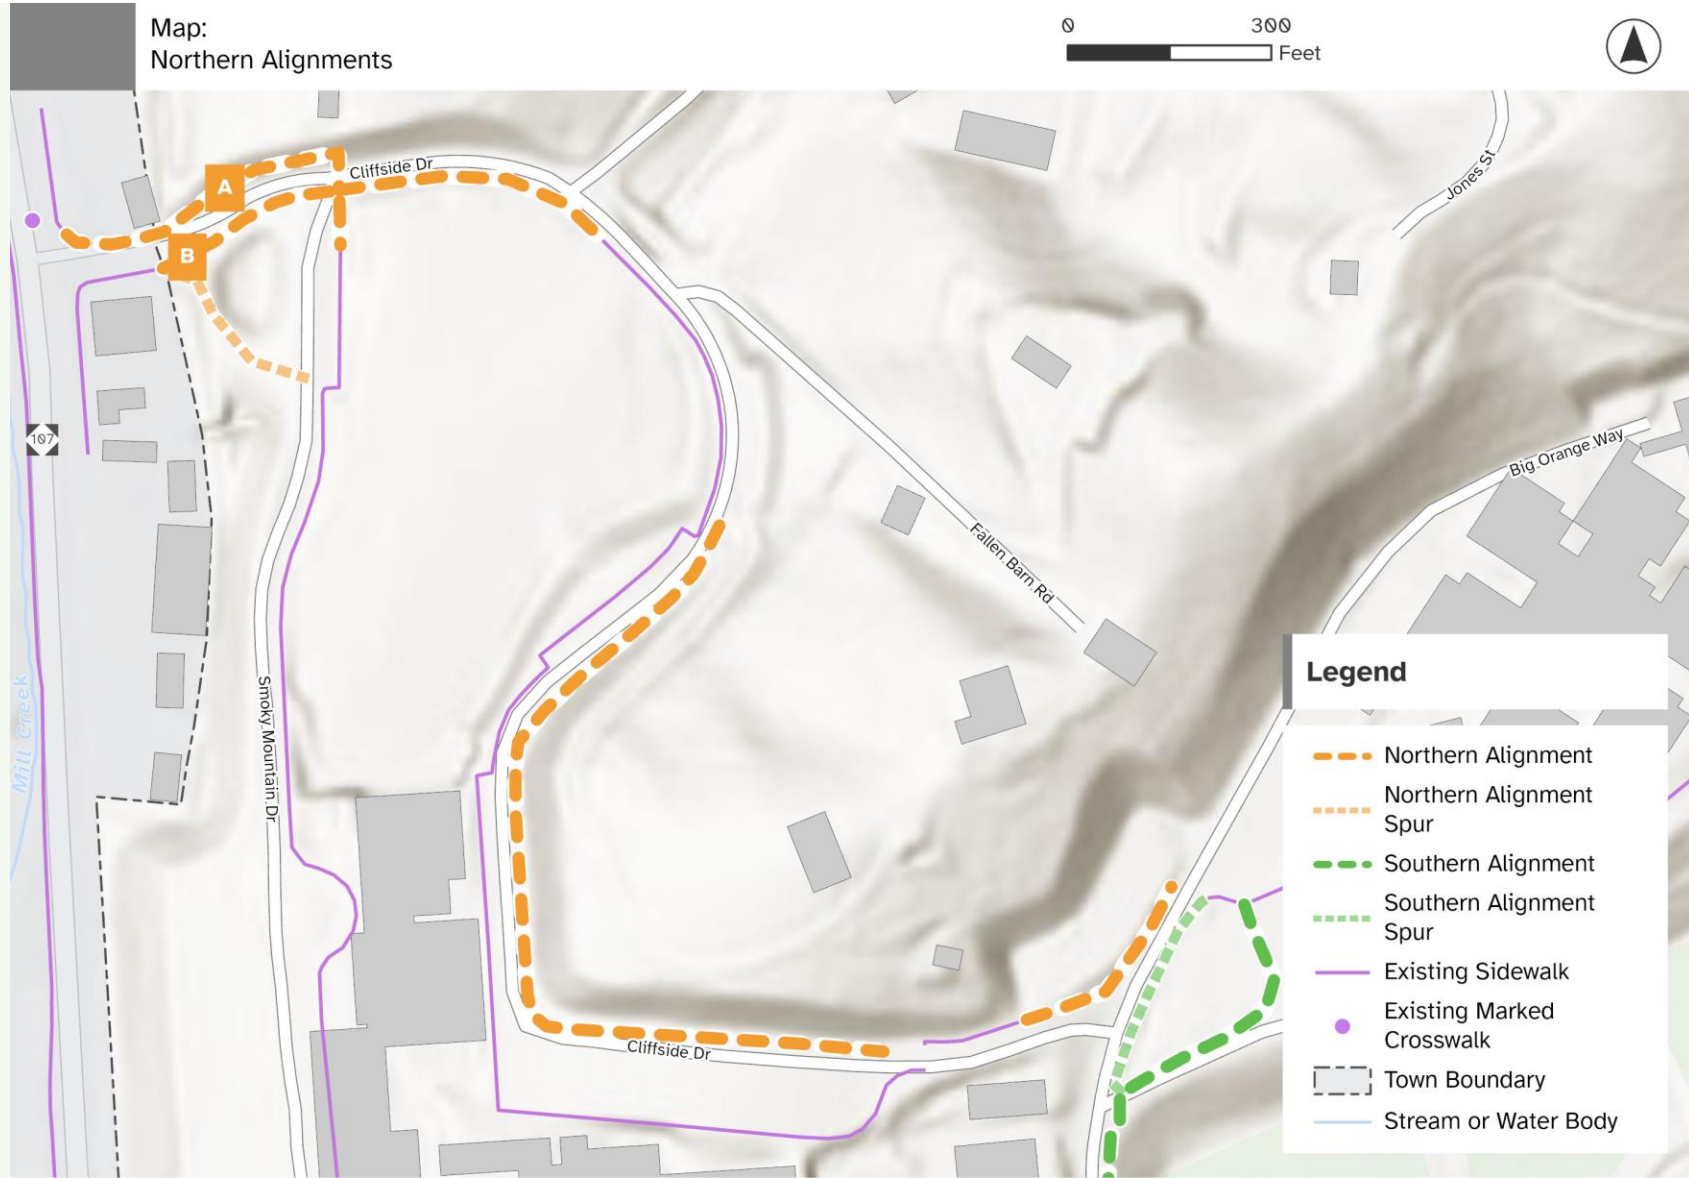 Map:
Northern Alignments
0 300
Feet
A
Cliffside Dr
B
Jones St
107
Big Orange Way
Fallen Barn Rd
Smoky Mountain Dr
Mill Creek
Cliffside Dr
Legend
Northern Alignment
Northern Alignment
Spur
Southern Alignment
Southern Alignment
Spur
Existing Sidewalk
Existing Marked
Crosswalk
Town Boundary
Stream or Water Body